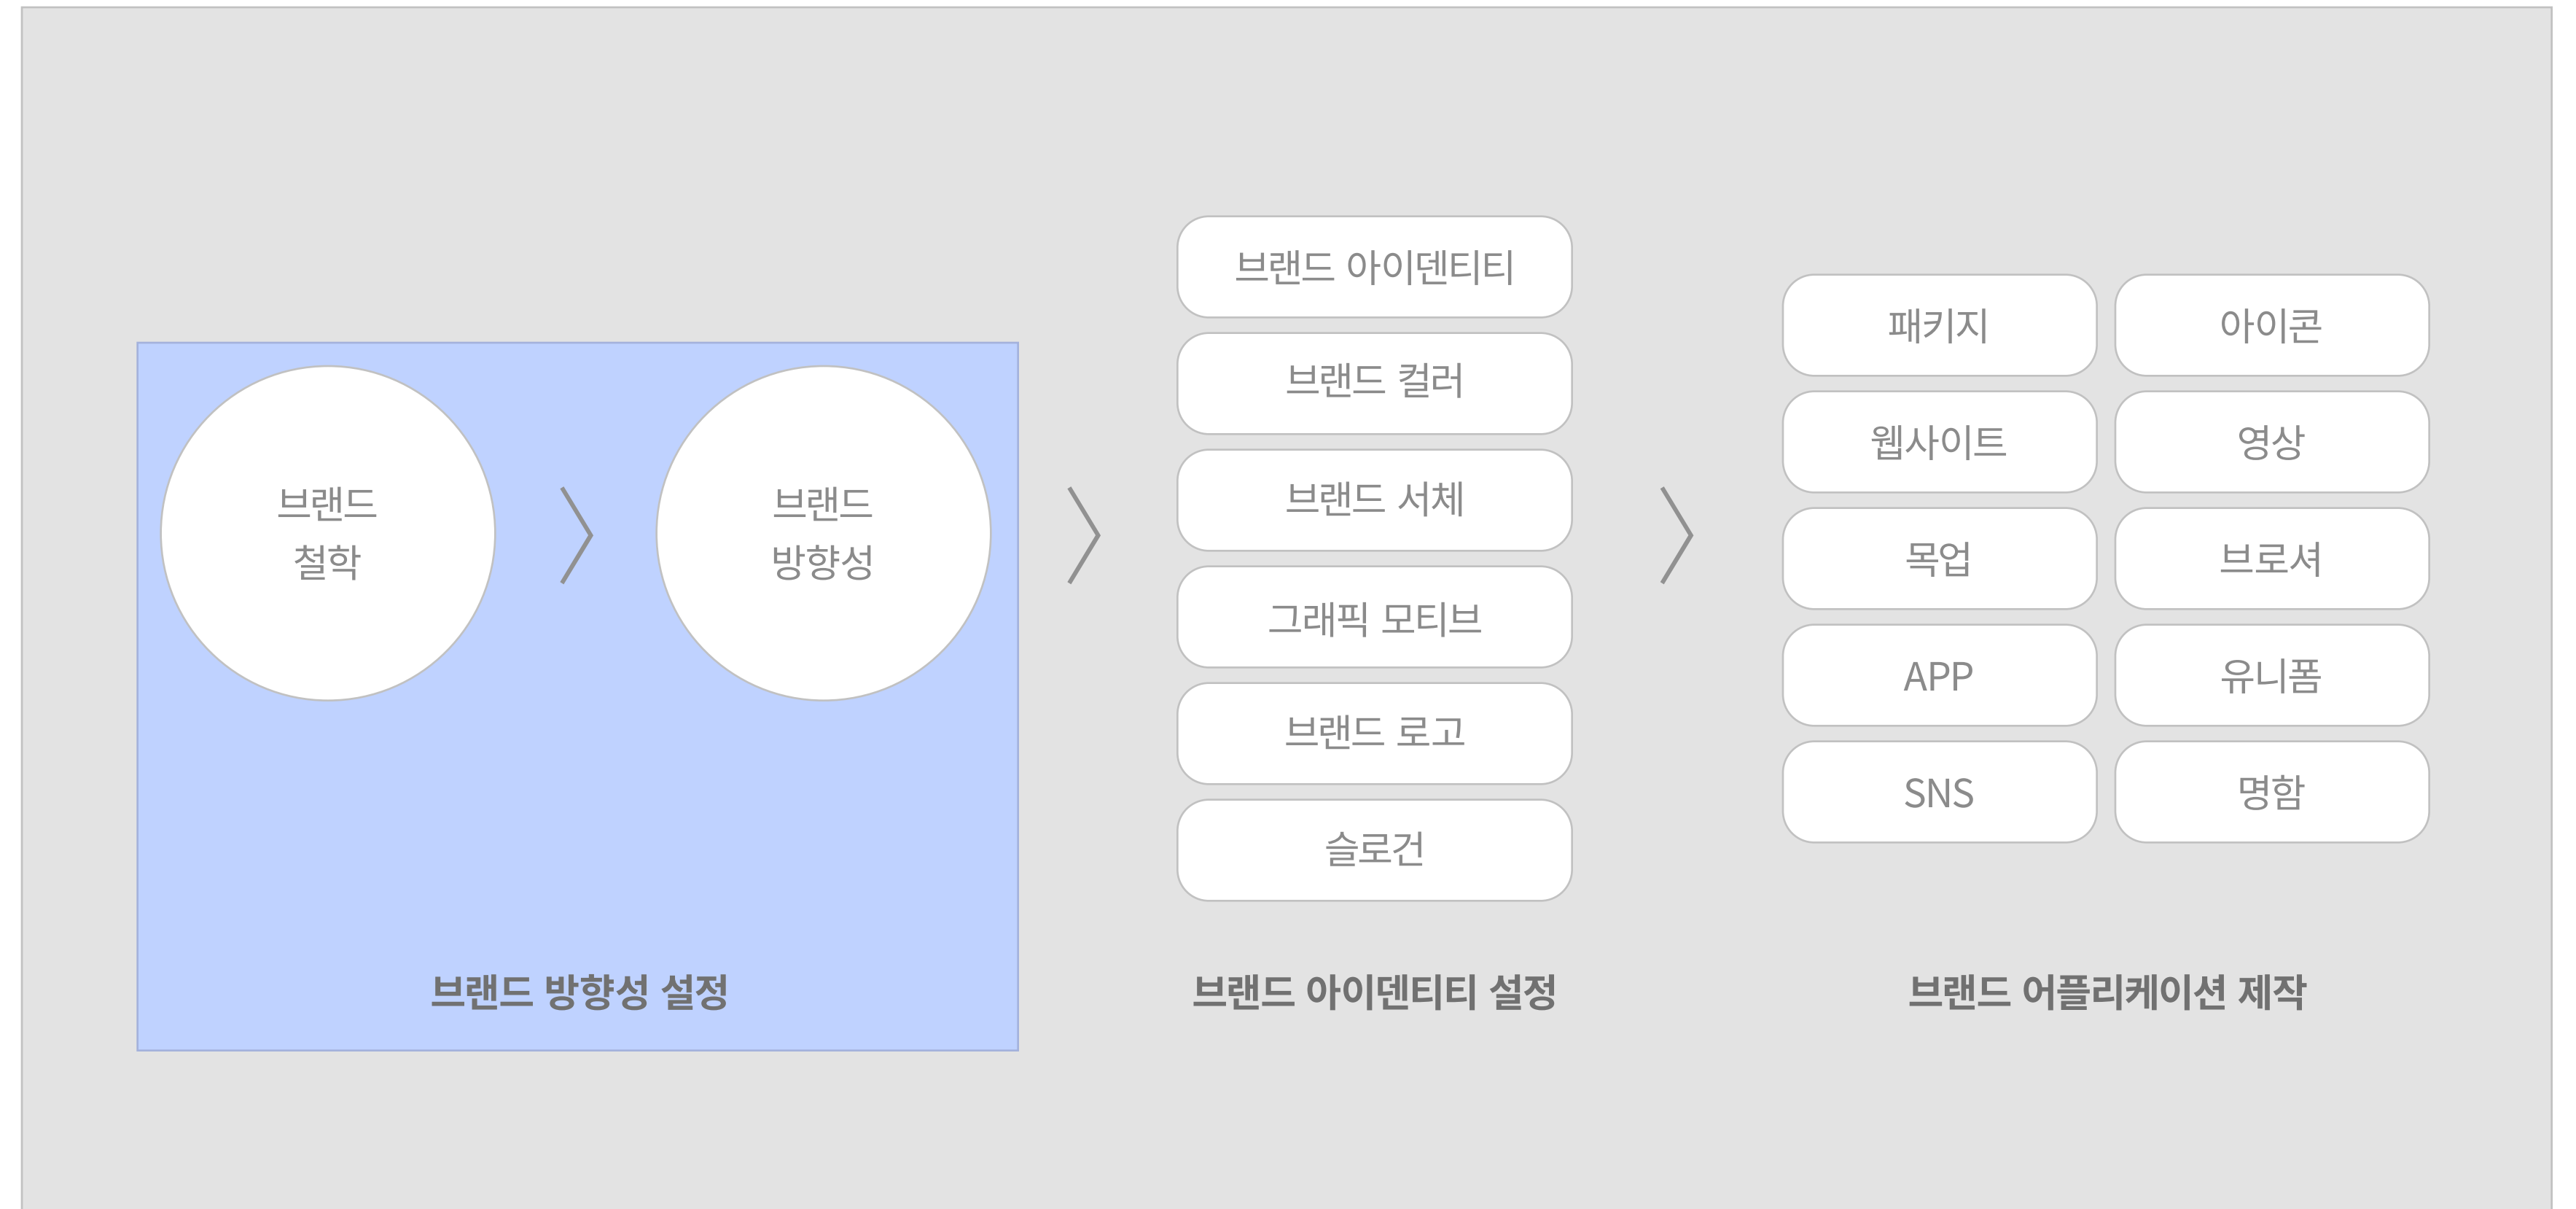 브랜드
철학
브랜드
방향성
브랜드 방향성 설정
브랜드 아이덴티티
브랜드 컬러
브랜드 서체
그래픽 모티브
브랜드 로고
슬로건
브랜드 아이덴티티 설정
패키지
아이콘
웹사이트
영상
목업
브로셔
APP
유니폼
SNS
명함
브랜드 어플리케이션 제작